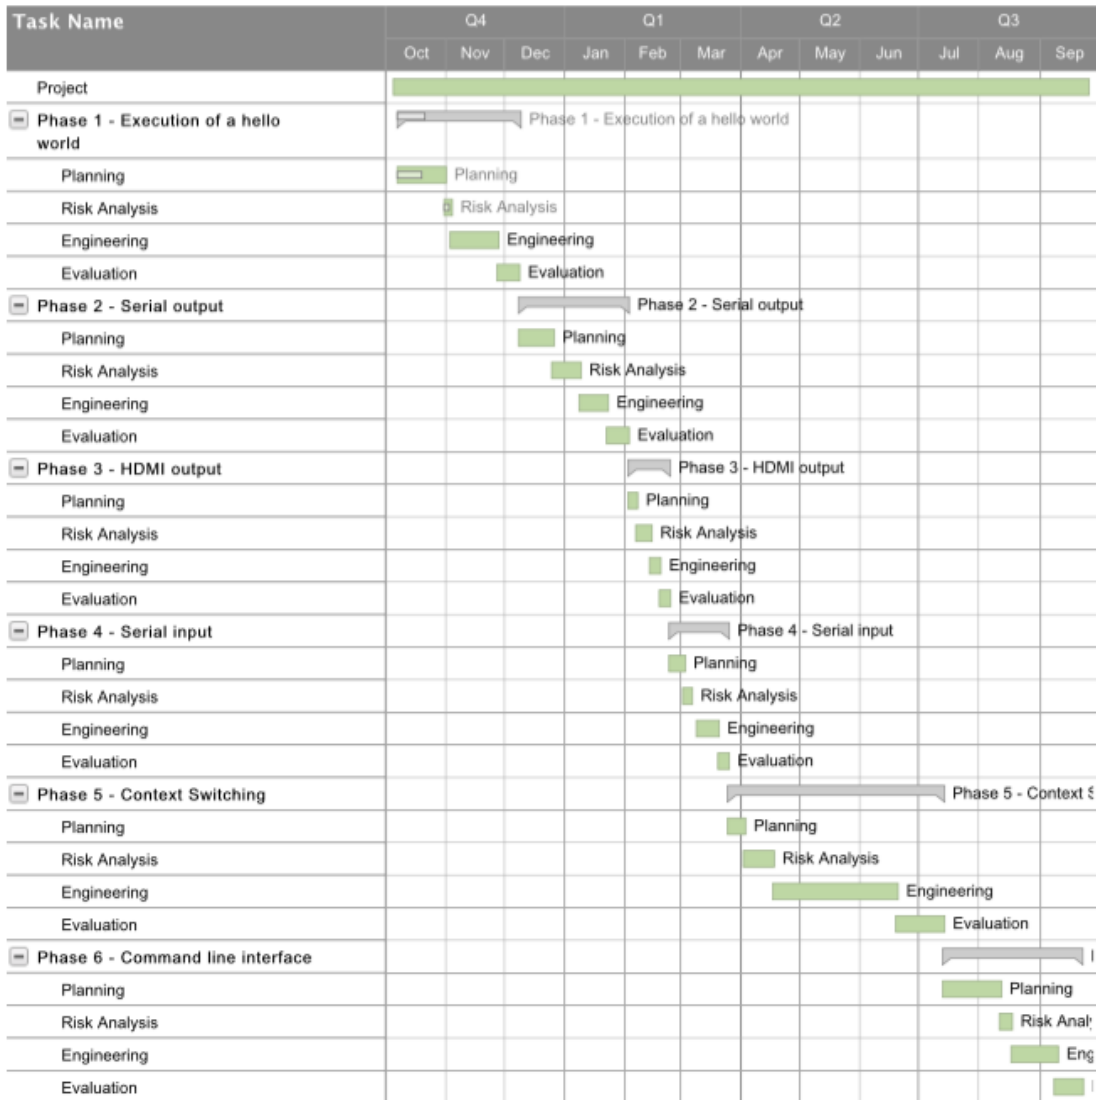 Task Name
Q4 Q1 Q2 Q3
Oct Nov Dec Jan Feb Mar Apr May Jun Jul Aug Sep
Project
Phase 1 - Execution of a hello
world
Phase 1 - Execution of a hello world
Planning Planning
Risk Analysis Risk Analysis
Engineering Engineering
Evaluation Evaluation
Phase 2 - Serial output Phase 2 - Serial output
Planning Planning
Risk Analysis Risk Analysis
Engineering Engineering
Evaluation Evaluation
Phase 3 - HDMI output Phase 3 - HDMI output
Planning Planning
Risk Analysis Risk Analysis
Engineering Engineering
Evaluation Evaluation
Phase 4 - Serial input Phase 4 - Serial input
Planning Planning
Risk Analysis Risk Analysis
Engineering Engineering
Evaluation Evaluation
Phase 5 - Context Switching Phase 5 - Context
Planning Planning
Risk Analysis Risk Analysis
Engineering Engineering
Evaluation Evaluation
Phase 6 - Command line interface
Planning Planning
Risk Analysis Risk
Engineering Eng
Evaluation